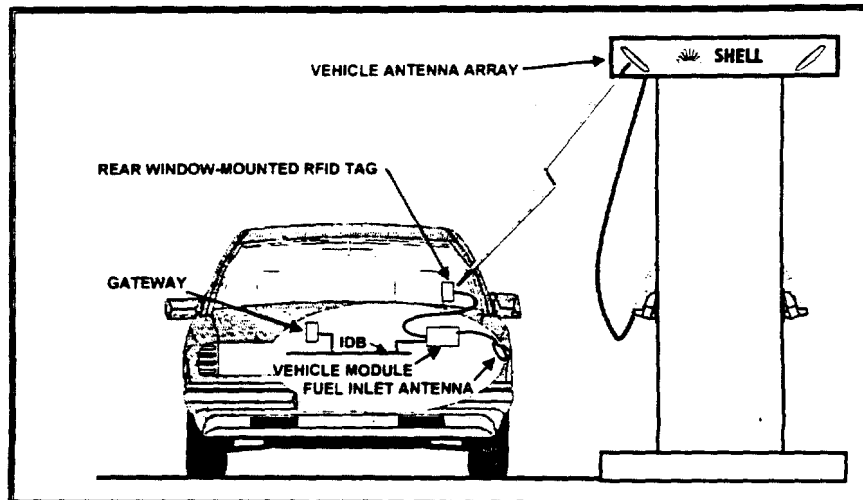 SHELL
VEHICLE ANTENNA ARRAY
REAR WINDOW-MOUNTED RFID TAG
GATEWAY
IDB
VEHICLE MODULE
FUEL INLET ANTENNA